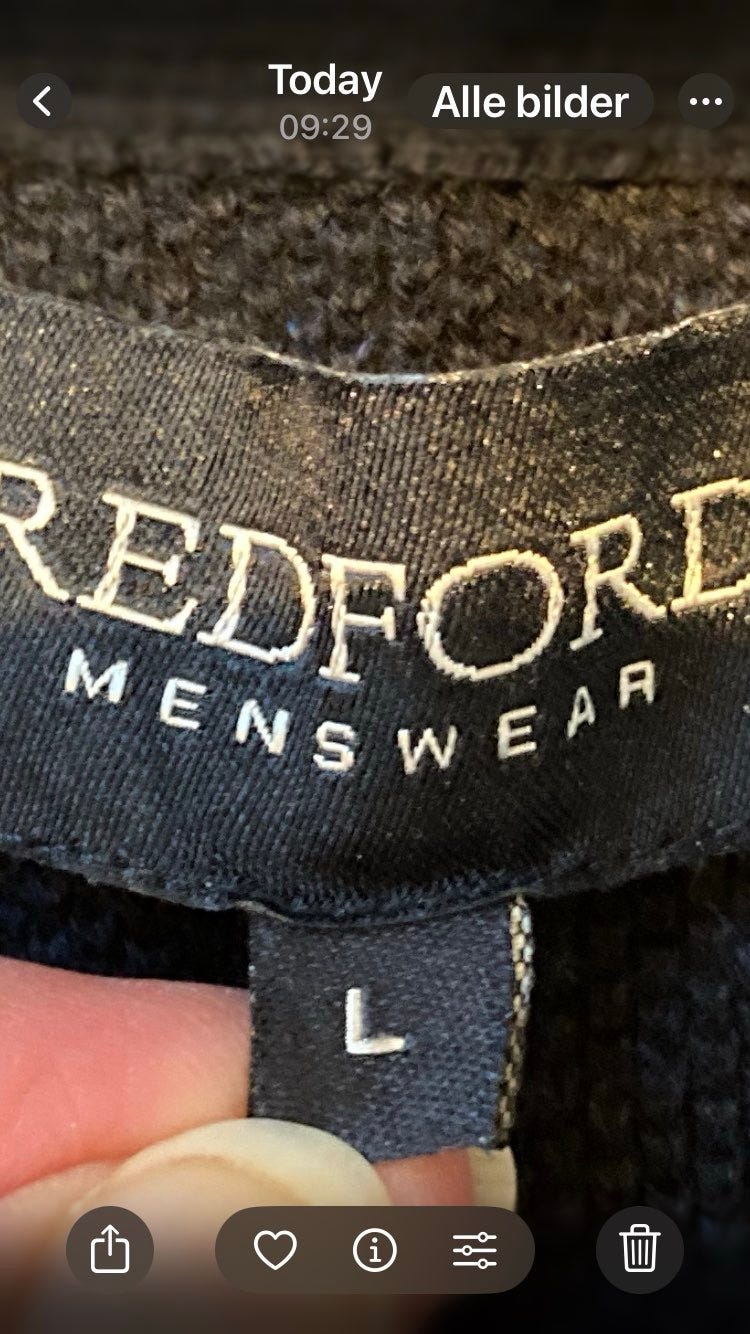 Today
Alle bilder
09:29
REDFORD
MENSWEAR
L